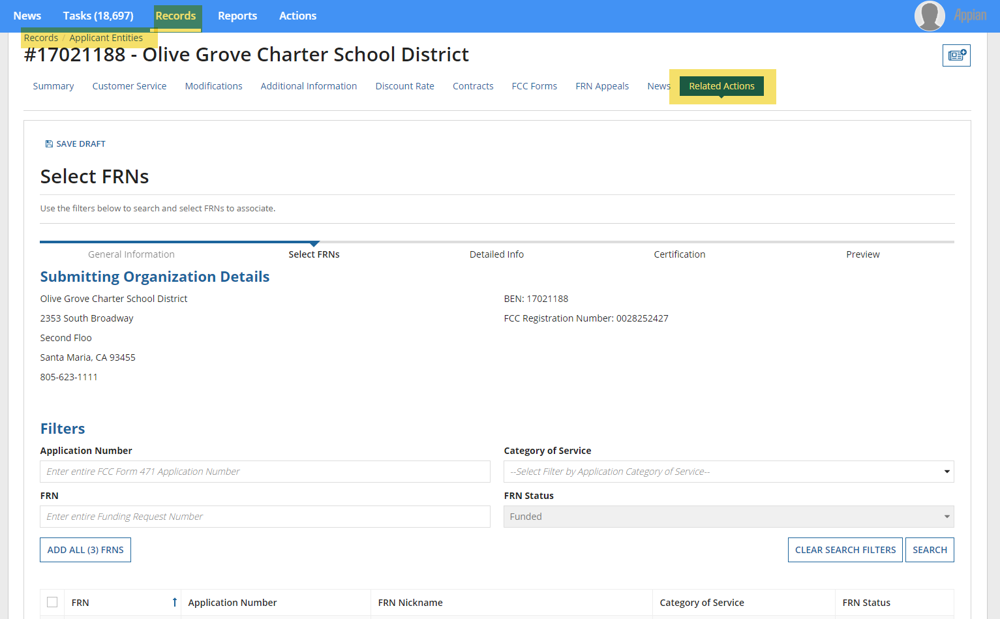 News Tasks (18,697) Records Reports Actions Appian
Records / Applicant Entities
#17021188 - Olive Grove Charter School District
Summary Customer Service Modifications Additional Information Discount Rate Contracts FCC Forms FRN Appeals News Related Actions
SAVE DRAFT
Select FRNs
Use the filters below to search and select FRNs to associate.
General Information Select FRNs Detailed Info Certification Preview
Submitting Organization Details
Olive Grove Charter School District BEN: 17021188
2353 South Broadway FCC Registration Number: 0028252427
Second Floo
Santa Maria, CA 93455
805-623-1111
Filters
Application Number Category of Service
Enter entire FCC Form 471 Application Number --Select Filter by Application Category of Service--
FRN FRN Status
Enter entire Funding Request Number Funded
ADD ALL (3) FRNS CLEAR SEARCH FILTERS SEARCH
FRN ↑ Application Number FRN Nickname Category of Service FRN Status